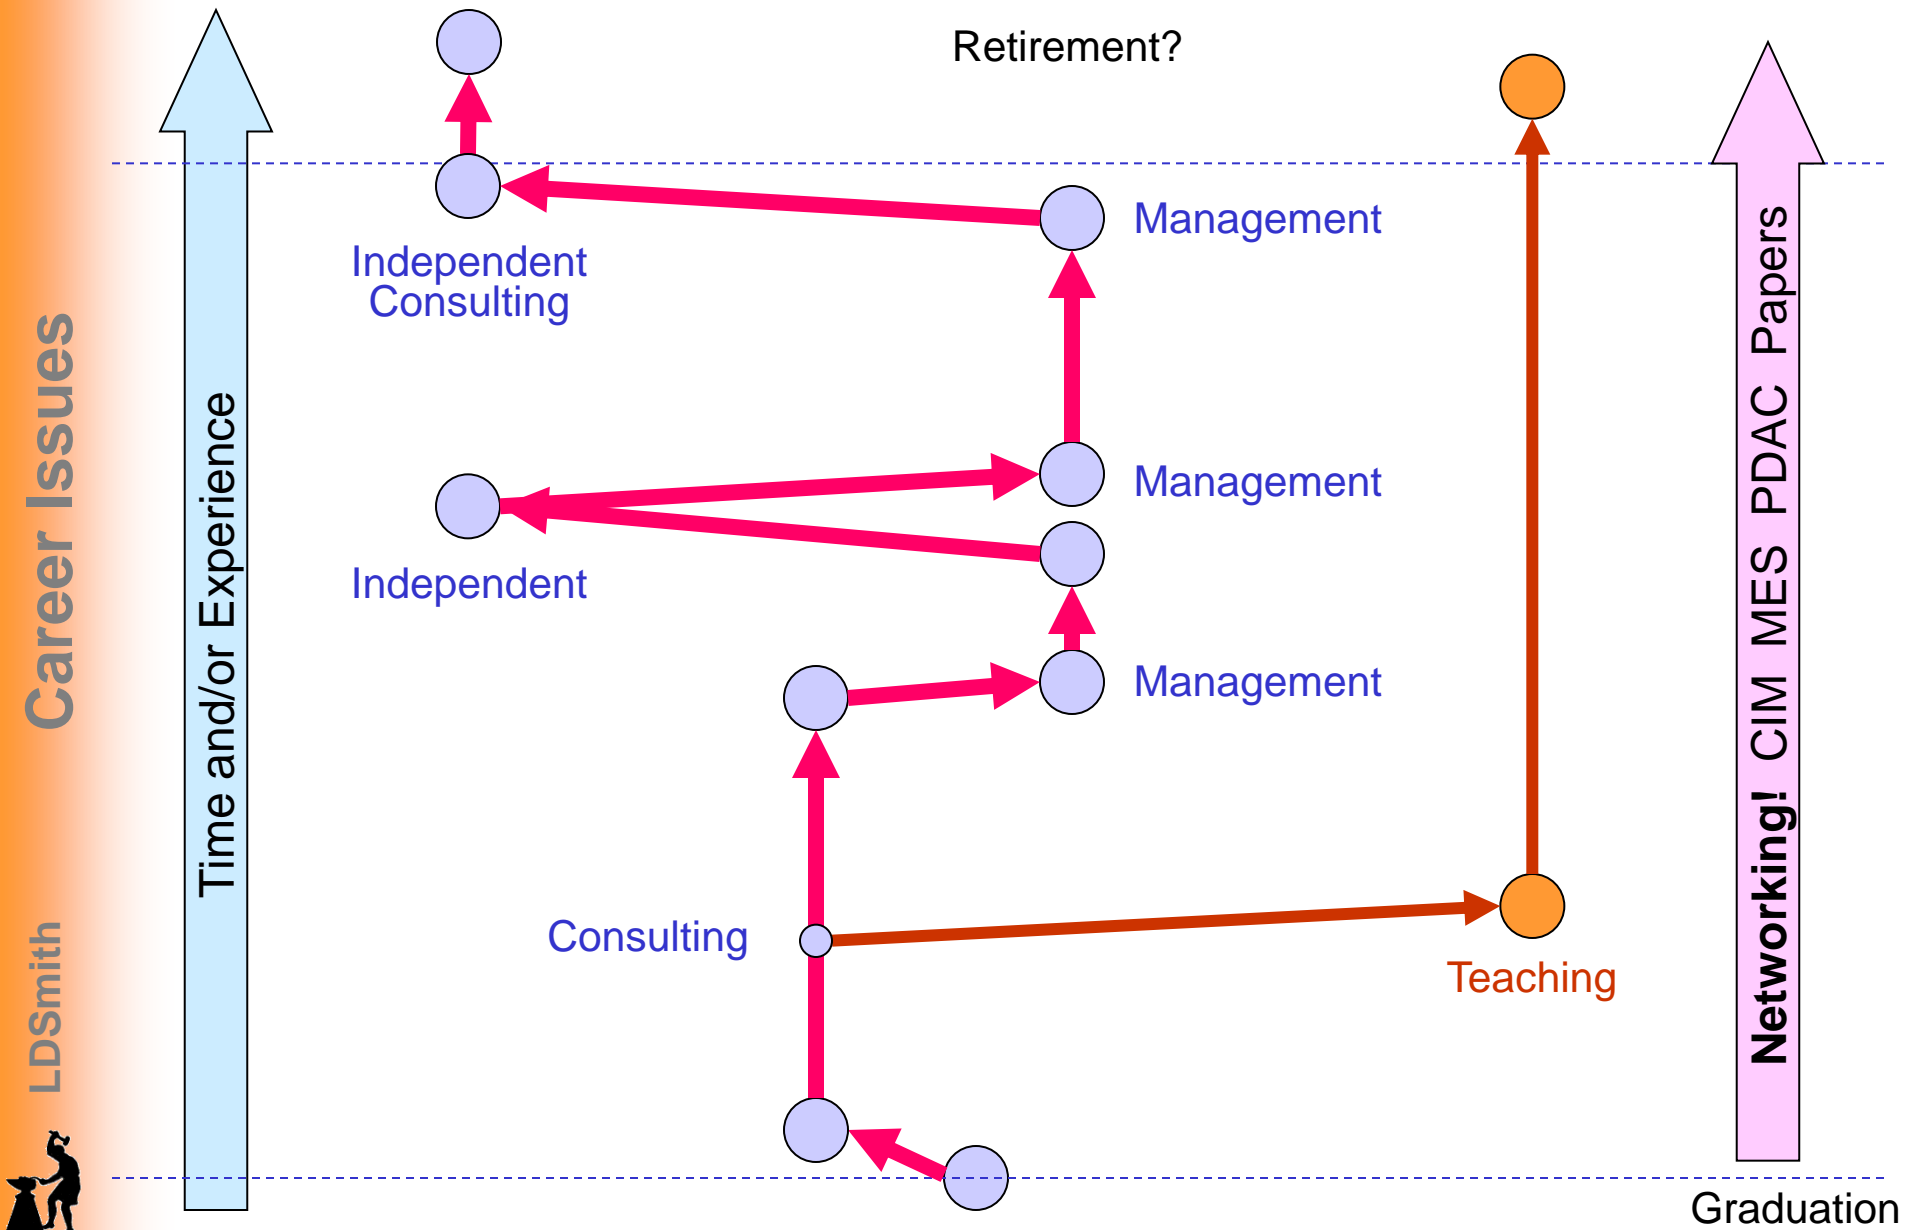 Career Issues
LDSmith
Time and/or Experience
Retirement?
Management
Independent
Consulting
Management
Independent
Management
Consulting
Teaching
Networking! CIM MES PDAC Papers
Graduation